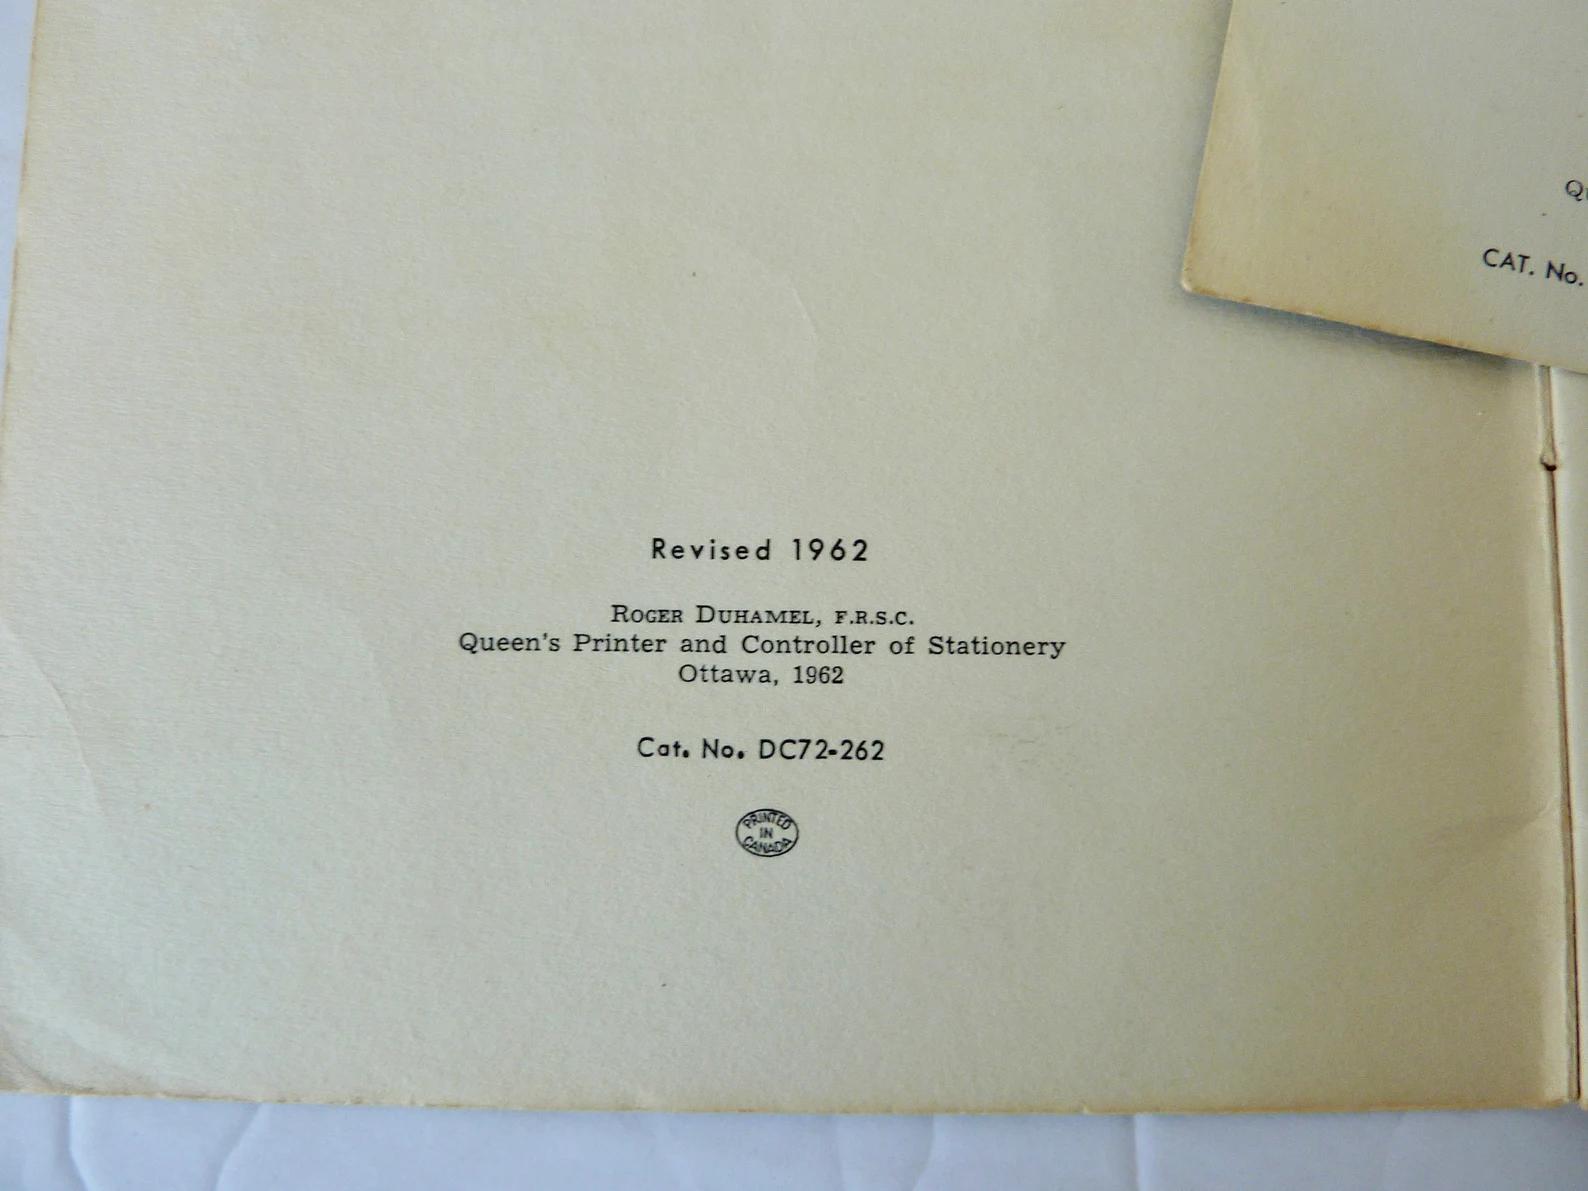 Revised 1962
ROGER DUHAMEL, F.R.S.C.
Queen's Printer and Controller of Stationery
Ottawa, 1962
Cat. No. DC72-262
PRINTED
IN
CANADA
CAT. No.